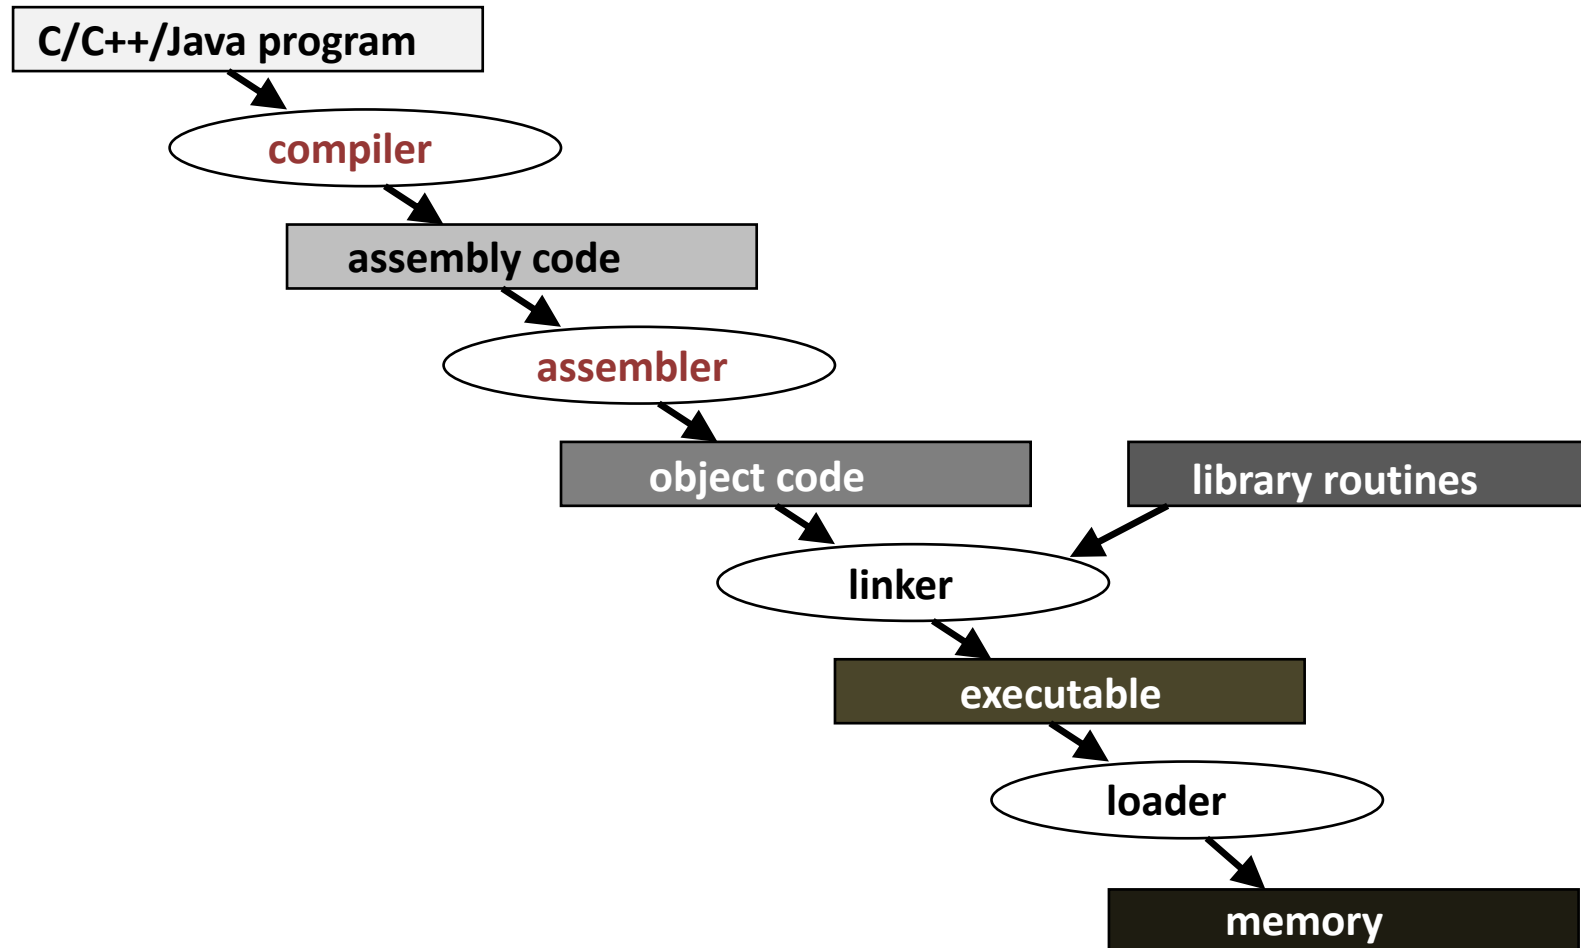 C/C++/Java program
compiler
assembly code
assembler
object code
library routines
linker
executable
loader
memory